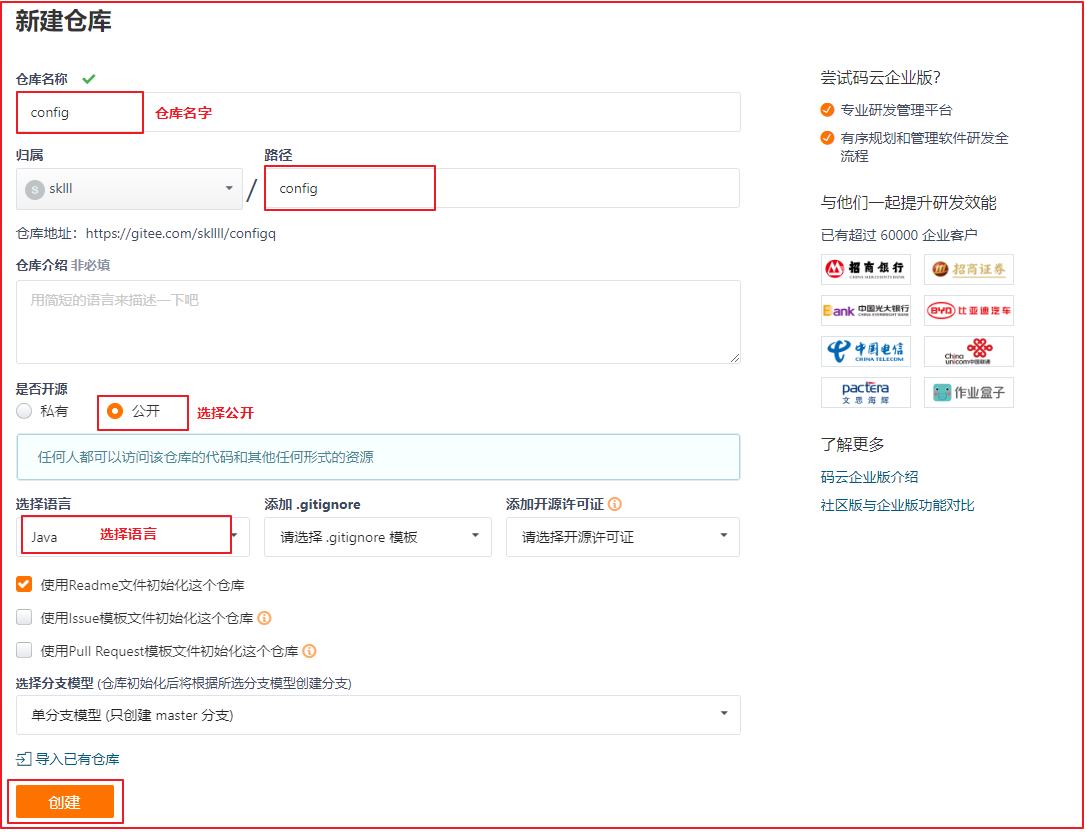 新建仓库
仓库名称
config 仓库名字
归属 路径
S sklll / config
仓库地址：https://gitee.com/skllll/configq
仓库介绍 非必填
用简短的语言来描述一下吧
是否开源
私有 公开 选择公开
任何人都可以访问该仓库的代码和其他任何形式的资源
选择语言 添加 .gitignore 添加开源许可证
Java 选择语言 请选择 .gitignore 模板 请选择开源许可证
使用Readme文件初始化这个仓库
使用Issue模板文件初始化这个仓库
使用Pull Request模板文件初始化这个仓库
选择分支模型 (仓库初始化后将根据所选分支模型创建分支)
单分支模型 (只创建 master 分支)
导入已有仓库
创建
尝试码云企业版?
专业研发管理平台
有序规划和管理软件研发全
流程
与他们一起提升研发效能
已有超过 60000 企业客户
招商银行 招商证券
CHINA MERCHANTS BANK
Bank 中国光大银行 BYD 比亚迪汽车
CHINA EVERBRIGHT BANK
中国电信 China
CHINA TELECOM unicom中国联通
pactera 作业盒子
文思海辉
了解更多
码云企业版介绍
社区版与企业版功能对比